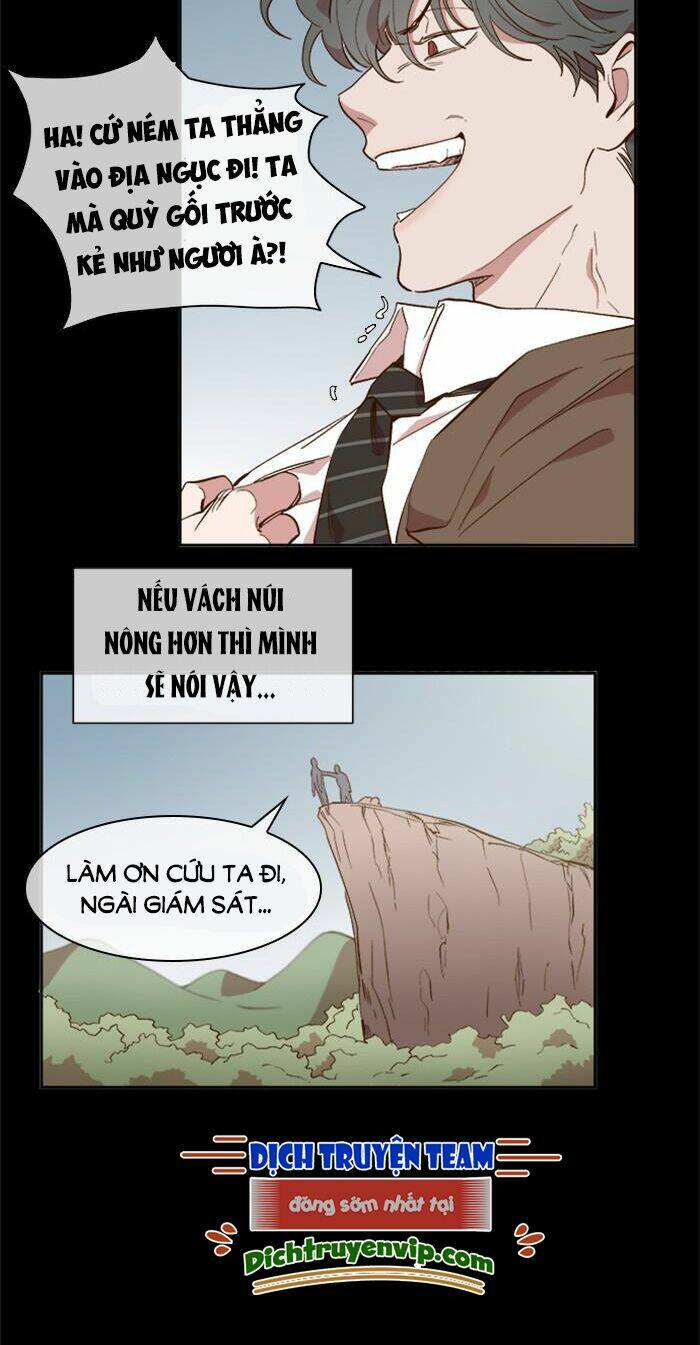 HA! CỨ NÉM TA THẲNG
VÀO ĐỊA NGỤC ĐI! TA
MÀ QUỲ GỐI TRƯỚC
KẺ NHƯ NGƯƠI À?!
NẾU VÁCH NÚI
NÔNG HƠN THÌ MÌNH
SẼ NÓI VẬY...
LÀM ƠN CỨU TA ĐI,
NGÀI GIÁM SÁT...
DỊCH TRUYỆN TEAM
đăng sớm nhất tại
Dichtruyenvip.com